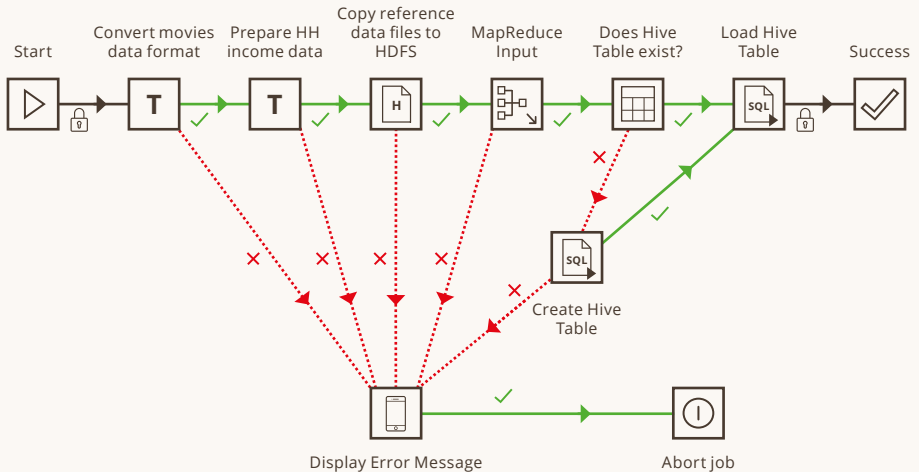 Start
Convert movies
data format
Prepare HH
income data
Copy reference
data files to
HDFS
MapReduce
Input
Does Hive
Table exist?
Load Hive
Table
Success
T
T
H
SQL
SQL
Create Hive
Table
Display Error Message
Abort job